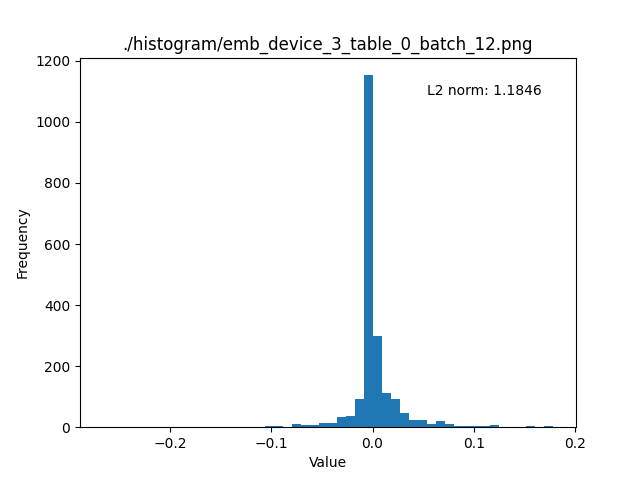 ./histogram/emb_device_3_table_0_batch_12.png
L2 norm: 1.1846
1200
1000
800
600
400
200
0
Frequency
−0.2 −0.1 0.0 0.1 0.2
Value